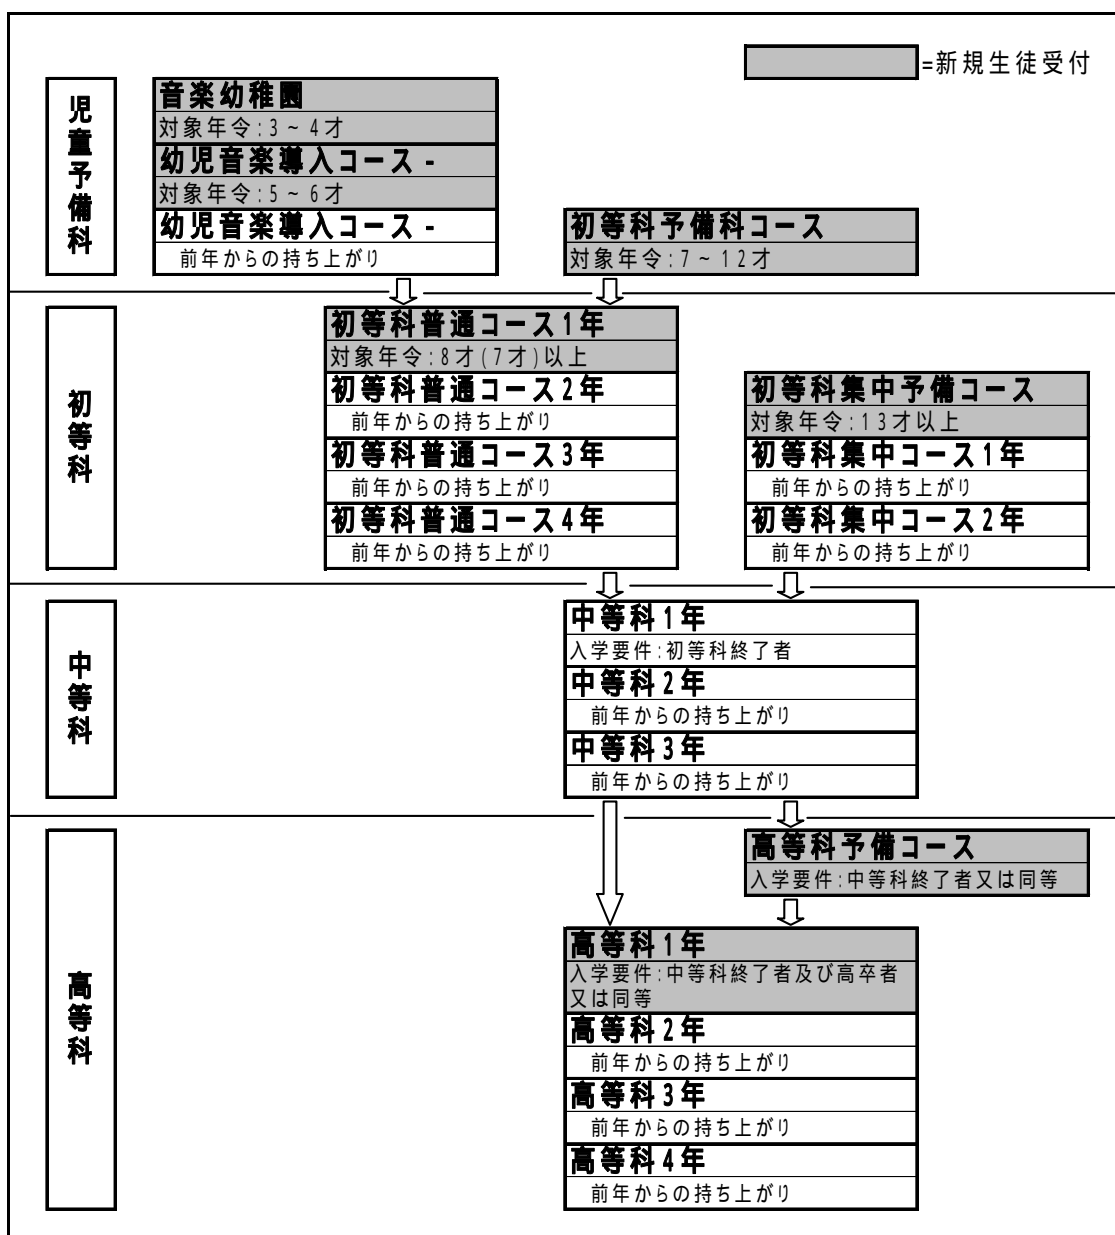 =新規生徒受付
児童予備科
音楽幼稚園
対象年令:3~4才
幼児音楽導入コース-
対象年令:5~6才
幼児音楽導入コース-
前年からの持ち上がり
初等科予備科コース
対象年令:7~12才
初等科
初等科普通コース1年
対象年令:8才(7才)以上
初等科普通コース2年
前年からの持ち上がり
初等科普通コース3年
前年からの持ち上がり
初等科普通コース4年
前年からの持ち上がり
初等科集中予備コース
対象年令:13才以上
初等科集中コース1年
前年からの持ち上がり
初等科集中コース2年
前年からの持ち上がり
中等科
中等科1年
入学要件:初等科終了者
中等科2年
前年からの持ち上がり
中等科3年
前年からの持ち上がり
高等科
高等科予備コース
入学要件:中等科終了者又は同等
高等科1年
入学要件:中等科終了者及び高卒者
又は同等
高等科2年
前年からの持ち上がり
高等科3年
前年からの持ち上がり
高等科4年
前年からの持ち上がり